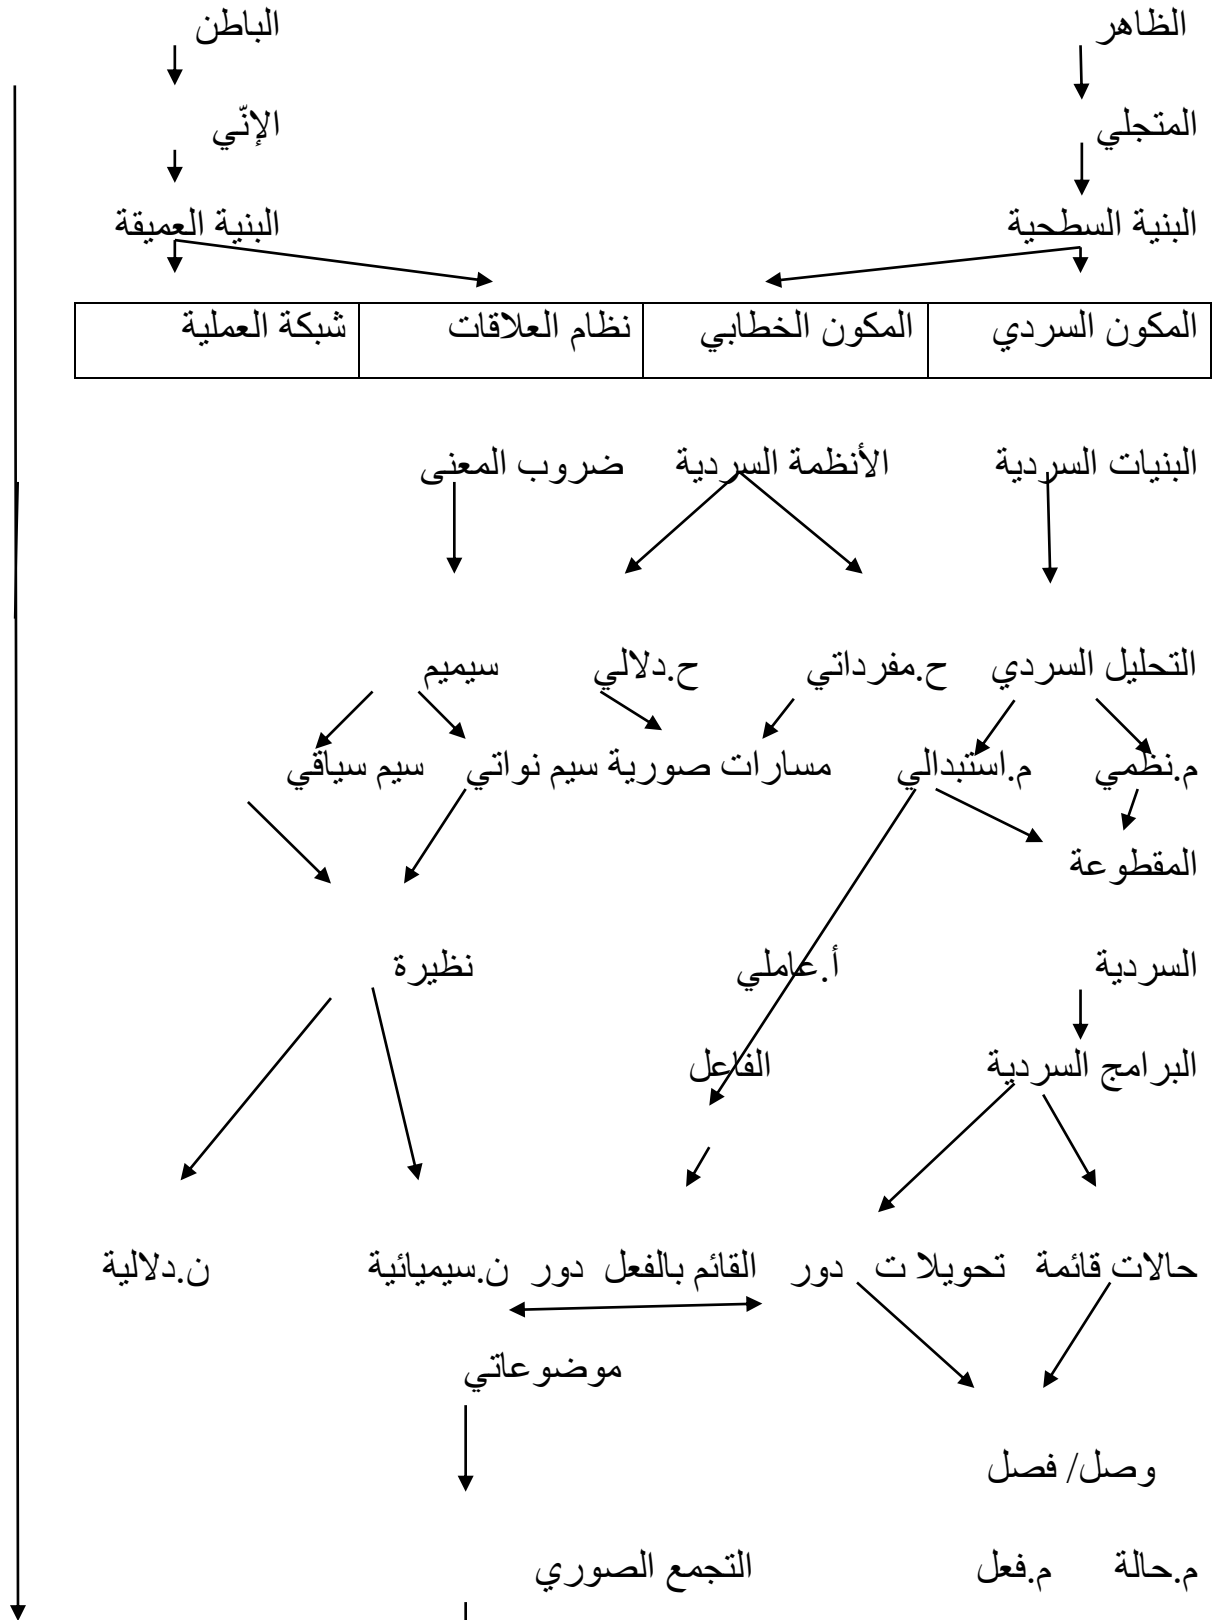 الظاهر الباطن
المتجلي الإنّي
البنية السطحية البنية العميقة
المكون السردي المكون الخطابي نظام العلاقات شبكة العملية
البنيات السردية الأنظمة السردية ضروب المعنى
التحليل السردي ح.مفرداتي ح.دلالي سيميم
م.نظمي م.استبدالي مسارات صورية سيم نواتي سيم سياقي
المقطوعة
السردية أ.عاملي نظيرة
البرامج السردية الفاعل
حالات قائمة تحويلا ت دور القائم بالفعل دور ن.سيميائية ن.دلالية
موضوعاتي
وصل/ فصل
م.حالة م.فعل التجمع الصوري